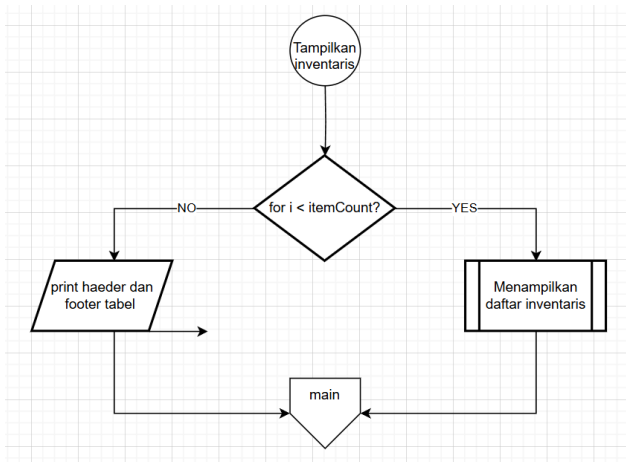 Tampilkan
inventaris
for i < itemCount?
NO
YES
print haeder dan
footer tabel
Menampilkan
daftar inventaris
main